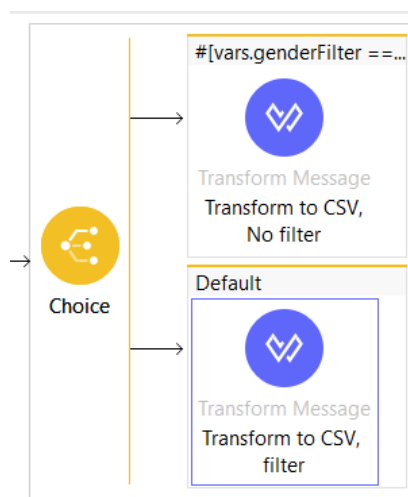 #[vars.genderFilter ==...
Transform Message
Transform to CSV,
No filter
Choice
Default
Transform Message
Transform to CSV,
filter